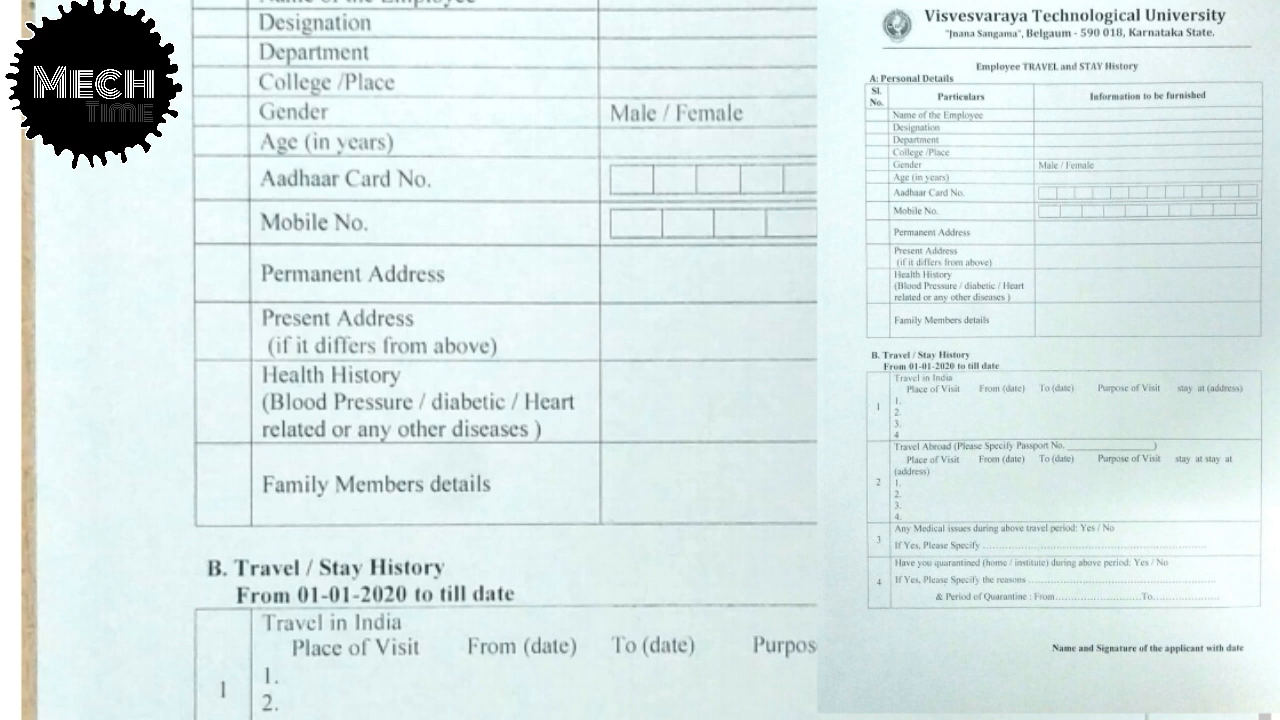 MECH
TIME
Name of the Employee
Designation
Department
College /Place
Gender Male / Female
Age (in years)
Aadhaar Card No.
Mobile No.
Permanent Address
Present Address
(if it differs from above)
Health History
(Blood Pressure / diabetic / Heart
related or any other diseases )
Family Members details
B. Travel / Stay History
From 01-01-2020 to till date
Travel in India
Place of Visit From (date) To (date) Purpos
1
1.
2.
Visvesvaraya Technological University
"Jnana Sangama", Belgaum - 590 018, Karnataka State.
Employee TRAVEL and STAY History
A: Personal Details
Sl. No. Particulars Information to be furnished
Name of the Employee
Designation
Department
College /Place
Gender Male / Female
Age (in years)
Aadhaar Card No.
Mobile No.
Permanent Address
Present Address
(if it differs from above)
Health History
(Blood Pressure / diabetic / Heart
related or any other diseases )
Family Members details
B. Travel / Stay History
From 01-01-2020 to till date
Travel in India
Place of Visit From (date) To (date) Purpose of Visit stay at (address)
1
1.
2.
3.
4
Travel Abroad (Please Specify Passport No. __________________)
Place of Visit From (date) To (date) Purpose of Visit stay at stay at
(address)
2
1.
2.
3.
4.
3 Any Medical issues during above travel period: Yes / No
If Yes, Please Specify ............................................................
Have you quarantined (home / institute) during above period: Yes / No
4 If Yes, Please Specify the reasons ..................................................
& Period of Quarantine : From........................To..................
Name and Signature of the applicant with date